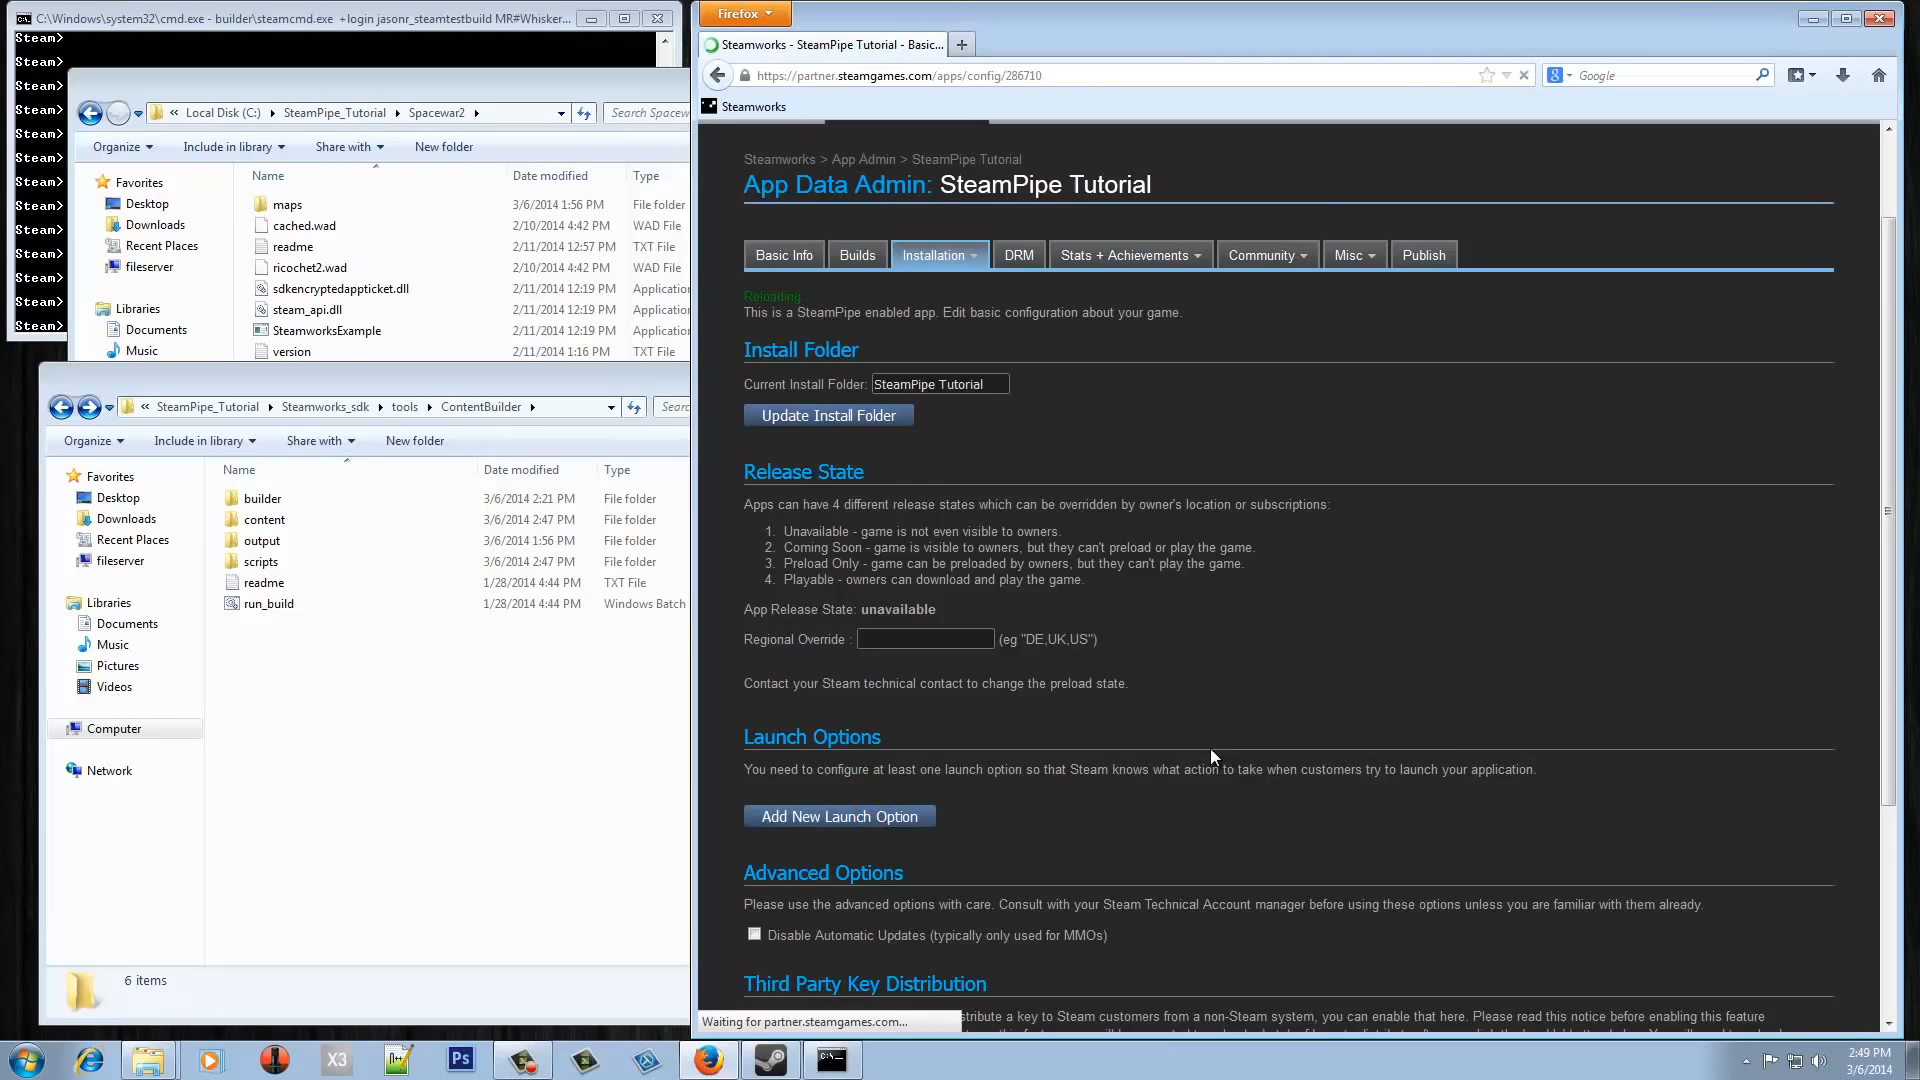 C:\Windows\system32\cmd.exe - builder\steamcmd.exe +login jasonr_steamtestbuild MR#Whisker...
Steam>
Steam>
Steam>
Steam>
Steam>
Steam>
Steam>
Steam>
Steam>
Steam>
Steam>
Steam>
Steam>
« Local Disk (C:) SteamPipe_Tutorial Spacewar2
Search Spacew
Organize Include in library Share with New folder
Name Date modified Type
Favorites
Desktop
Downloads
Recent Places
fileserver
Libraries
Documents
Music
maps 3/6/2014 1:56 PM File folder
cached.wad 2/10/2014 4:42 PM WAD File
readme 2/11/2014 12:57 PM TXT File
ricochet2.wad 2/10/2014 4:42 PM WAD File
sdkencryptedappticket.dll 2/11/2014 12:19 PM Applicatio
steam_api.dll 2/11/2014 12:19 PM Applicatio
SteamworksExample 2/11/2014 12:19 PM Applicatio
version 2/11/2014 1:16 PM TXT File
« SteamPipe_Tutorial Steamworks_sdk tools ContentBuilder
Searc
Organize Include in library Share with New folder
Name Date modified Type
Favorites
Desktop
Downloads
Recent Places
fileserver
Libraries
Documents
Music
Pictures
Videos
Computer
Network
builder 3/6/2014 2:21 PM File folder
content 3/6/2014 2:47 PM File folder
output 3/6/2014 1:56 PM File folder
scripts 3/6/2014 2:47 PM File folder
readme 1/28/2014 4:44 PM TXT File
run_build 1/28/2014 4:44 PM Windows Batch
6 items
Firefox
Steamworks - SteamPipe Tutorial - Basic...
https://partner.steamgames.com/apps/config/286710
Google
Steamworks
Steamworks > App Admin > SteamPipe Tutorial
App Data Admin: SteamPipe Tutorial
Basic Info Builds Installation DRM Stats + Achievements Community Misc Publish
Reloading...
This is a SteamPipe enabled app. Edit basic configuration about your game.
Install Folder
Current Install Folder: SteamPipe Tutorial
Update Install Folder
Release State
Apps can have 4 different release states which can be overridden by owner's location or subscriptions:
1. Unavailable - game is not even visible to owners.
2. Coming Soon - game is visible to owners, but they can't preload or play the game.
3. Preload Only - game can be preloaded by owners, but they can't play the game.
4. Playable - owners can download and play the game.
App Release State: unavailable
Regional Override : (eg "DE,UK,US")
Contact your Steam technical contact to change the preload state.
Launch Options
You need to configure at least one launch option so that Steam knows what action to take when customers try to launch your application.
Add New Launch Option
Advanced Options
Please use the advanced options with care. Consult with your Steam Technical Account manager before using these options unless you are familiar with them already.
Disable Automatic Updates (typically only used for MMOs)
Third Party Key Distribution
stribute a key to Steam customers from a non-Steam system, you can enable that here. Please read this notice before enabling this feature
Waiting for partner.steamgames.com...
X3
Ps
2:49 PM
3/6/2014